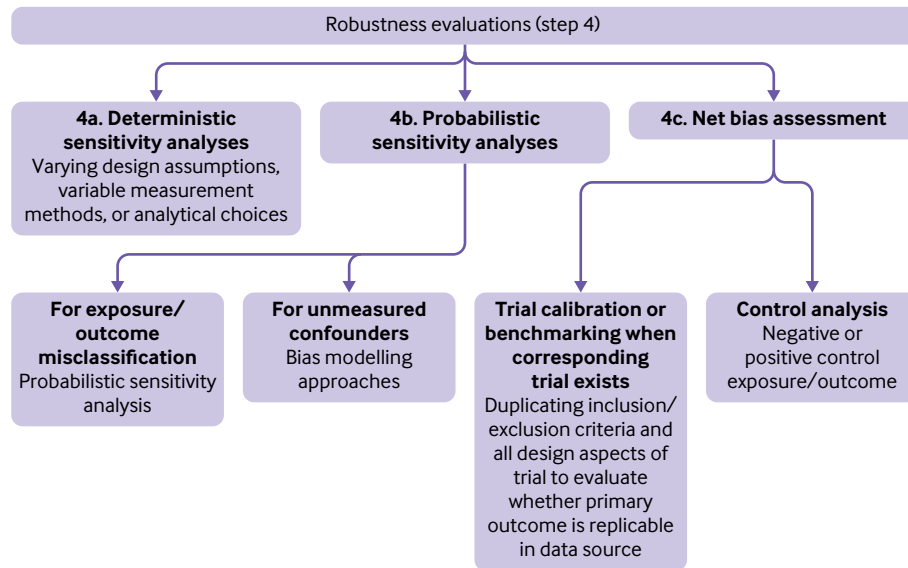 Robustness evaluations (step 4)
4a. Deterministic
sensitivity analyses
Varying design assumptions,
variable measurement
methods, or analytical choices
4b. Probabilistic
sensitivity analyses
4c. Net bias assessment
For exposure/
outcome
misclassification
Probabilistic sensitivity
analysis
For unmeasured
confounders
Bias modelling
approaches
Trial calibration or
benchmarking when
corresponding
trial exists
Duplicating inclusion/
exclusion criteria and
all design aspects of
trial to evaluate
whether primary
outcome is replicable
in data source
Control analysis
Negative or
positive control
exposure/outcome